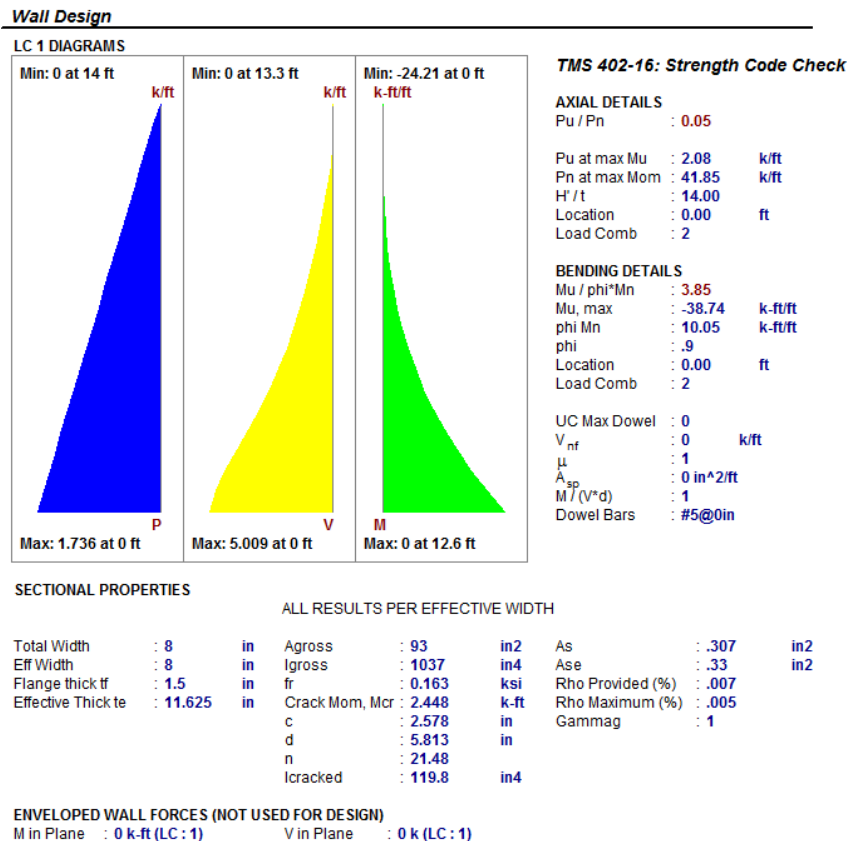 Wall Design
LC 1 DIAGRAMS
Min: 0 at 14 ft
k/ft
P
Max: 1.736 at 0 ft
Min: 0 at 13.3 ft
k/ft
V
Max: 5.009 at 0 ft
Min: -24.21 at 0 ft
k-ft/ft
M
Max: 0 at 12.6 ft
TMS 402-16: Strength Code Check
AXIAL DETAILS
Pu / Pn : 0.05
Pu at max Mu : 2.08 k/ft
Pn at max Mom : 41.85 k/ft
H' / t : 14.00
Location : 0.00 ft
Load Comb : 2
BENDING DETAILS
Mu / phi*Mn : 3.85
Mu, max : -38.74 k-ft/ft
phi Mn : 10.05 k-ft/ft
phi : .9
Location : 0.00 ft
Load Comb : 2
UC Max Dowel : 0
V nf : 0 k/ft
μ : 1
A sp : 0 in^2/ft
M / (V*d) : 1
Dowel Bars : #5@0in
SECTIONAL PROPERTIES
ALL RESULTS PER EFFECTIVE WIDTH
Total Width : 8 in
Eff Width : 8 in
Flange thick tf : 1.5 in
Effective Thick te : 11.625 in
Agross : 93 in2
Igross : 1037 in4
fr : 0.163 ksi
Crack Mom, Mcr : 2.448 k-ft
c : 2.578 in
d : 5.813 in
n : 21.48
Icracked : 119.8 in4
As : .307 in2
Ase : .33 in2
Rho Provided (%) : .007
Rho Maximum (%) : .005
Gammag : 1
ENVELOPED WALL FORCES (NOT USED FOR DESIGN)
M in Plane : 0 k-ft (LC : 1) V in Plane : 0 k (LC : 1)